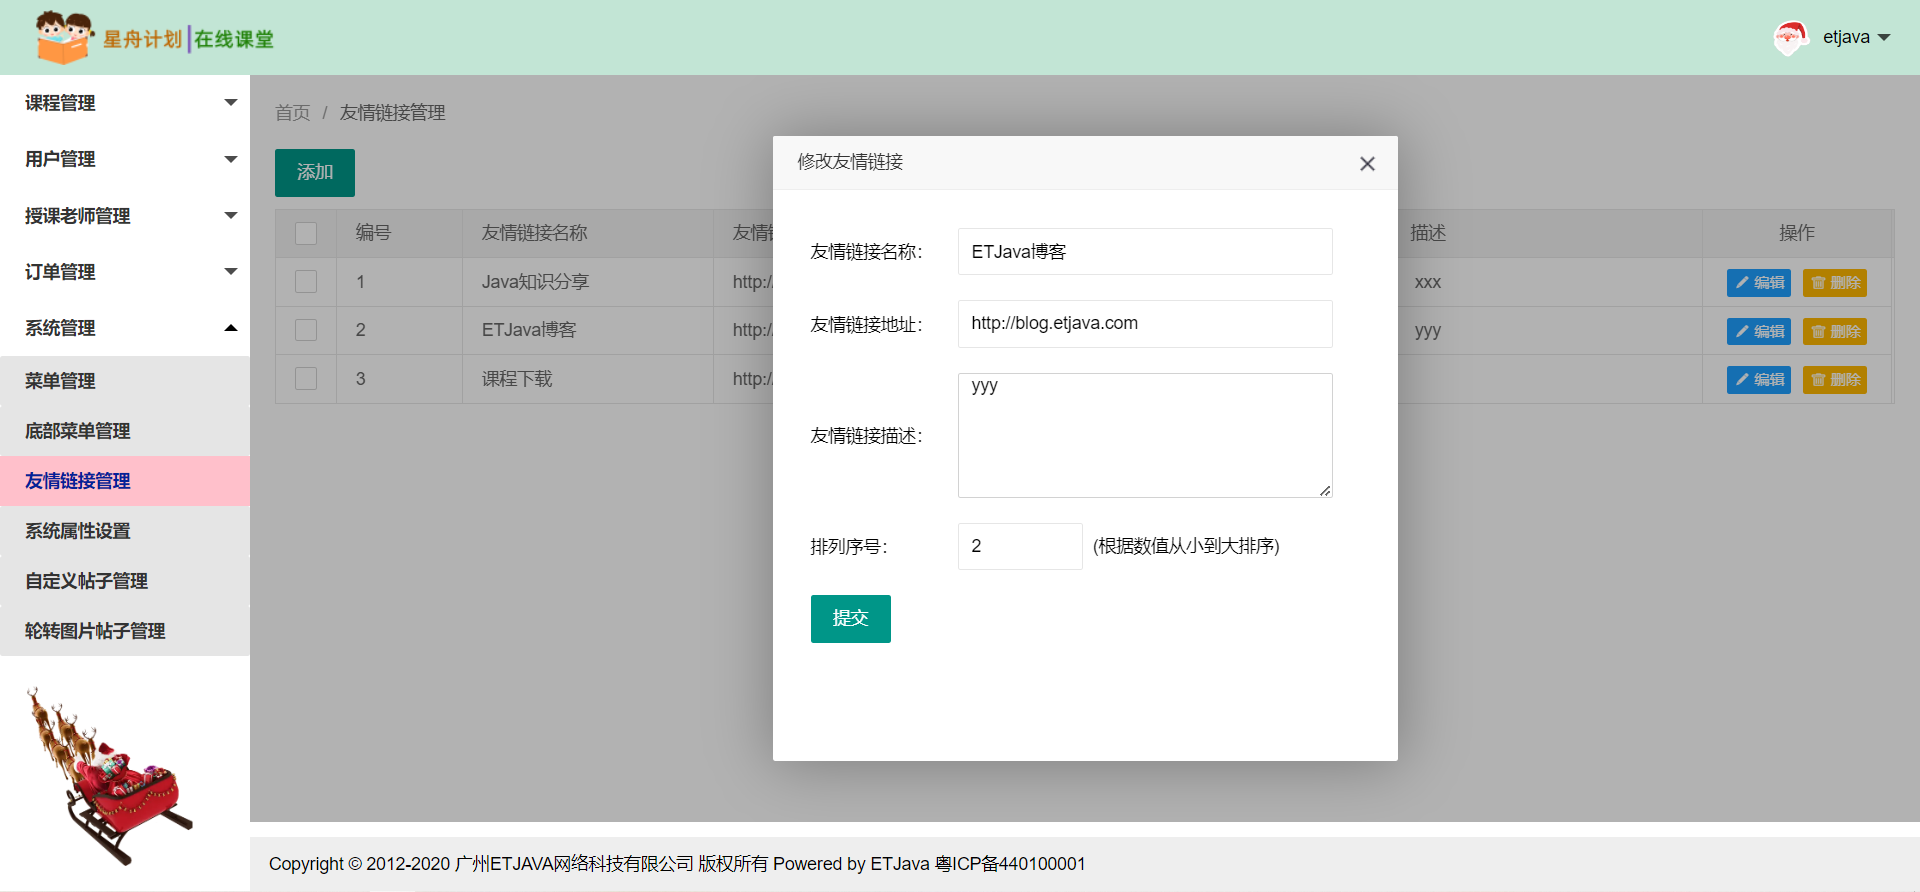 星舟计划|在线课堂
etjava
课程管理
用户管理
授课老师管理
订单管理
系统管理
菜单管理
底部菜单管理
友情链接管理
系统属性设置
自定义帖子管理
轮转图片帖子管理
首页 / 友情链接管理
添加
编号 友情链接名称 友情 描述 操作
1 Java知识分享 http:/ xxx 编辑 删除
2 ETJava博客 http:/ yyy 编辑 删除
3 课程下载 http:/ 编辑 删除
修改友情链接
友情链接名称: ETJava博客
友情链接地址: http://blog.etjava.com
友情链接描述: yyy
排列序号: 2 (根据数值从小到大排序)
提交
Copyright © 2012-2020 广州ETJAVA网络科技有限公司 版权所有 Powered by ETJava 粤ICP备440100001